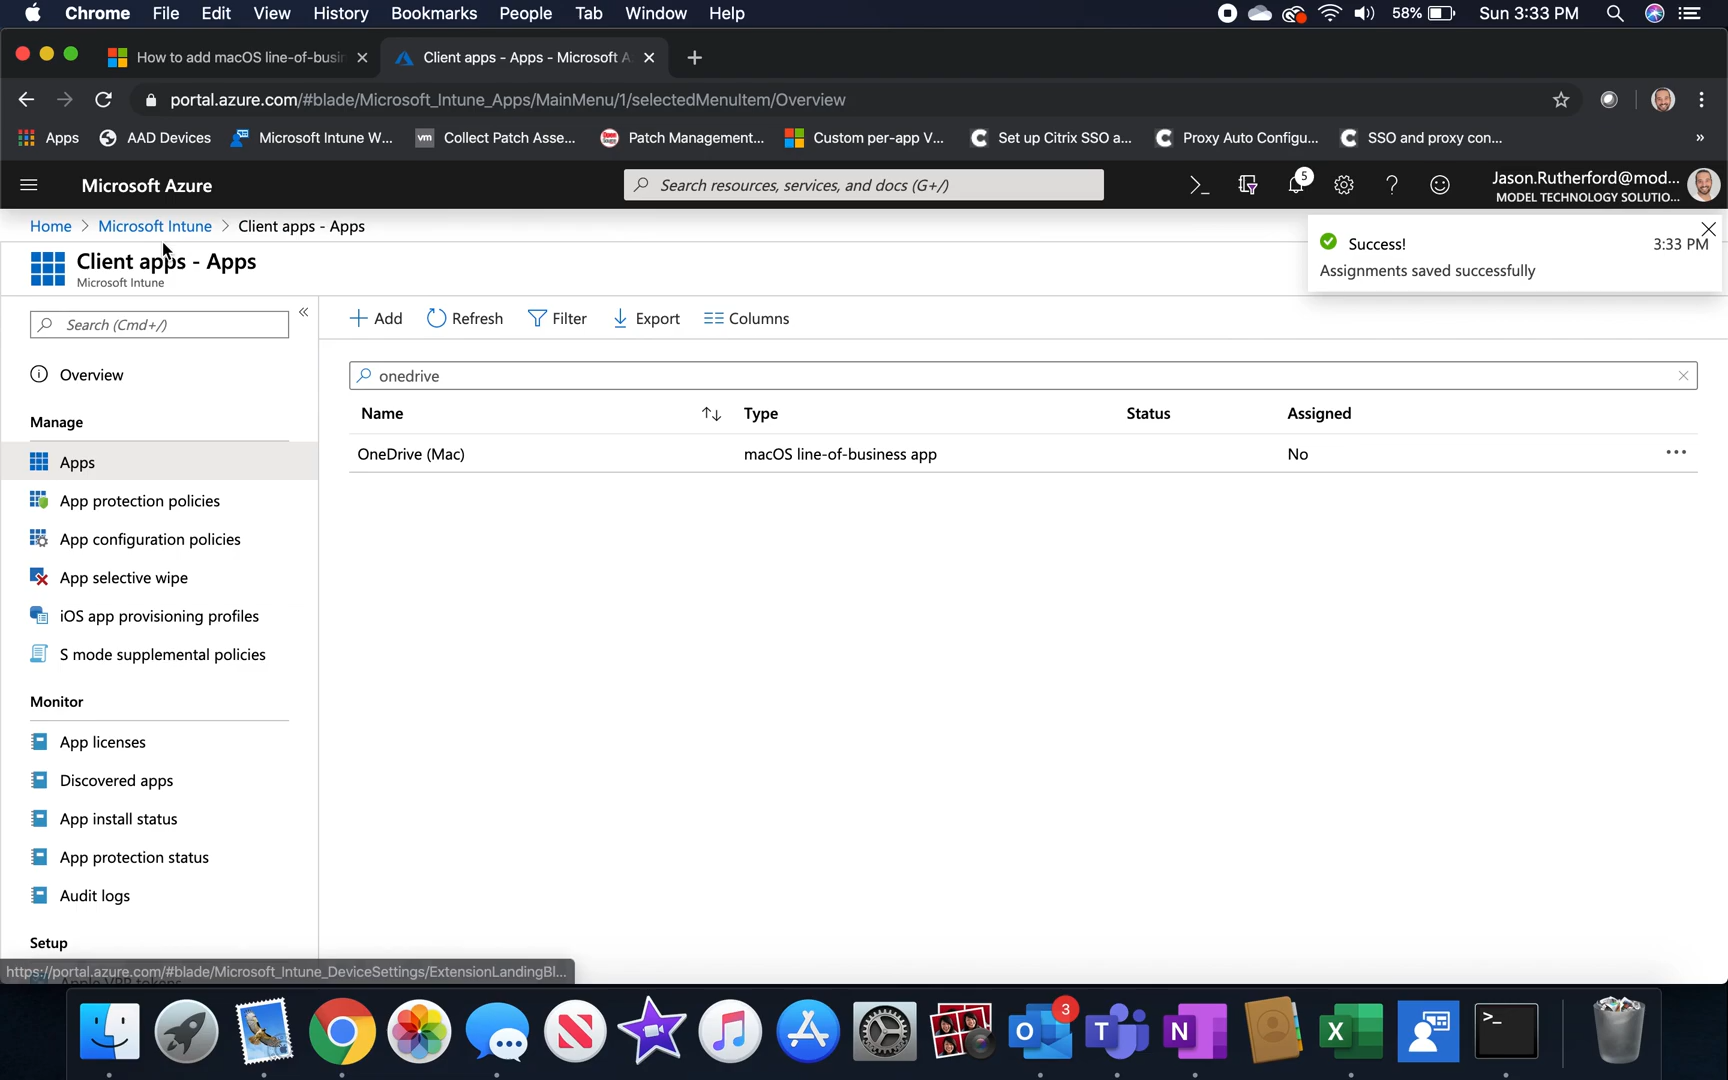 Chrome File Edit View History Bookmarks People Tab Window Help 58% Sun 3:33 PM
How to add macOS line-of-busin
Client apps - Apps - Microsoft A
portal.azure.com/#blade/Microsoft_Intune_Apps/MainMenu/1/selectedMenuItem/Overview
Apps AAD Devices Microsoft Intune W... vm Collect Patch Asse... Patch Management... Custom per-app V... Set up Citrix SSO a... Proxy Auto Configu... SSO and proxy con... »
Microsoft Azure
Search resources, services, and docs (G+/)
5
Jason.Rutherford@mod...
MODEL TECHNOLOGY SOLUTIO...
Home > Microsoft Intune > Client apps - Apps
Success! 3:33 PM
Assignments saved successfully
Client apps - Apps
Microsoft Intune
Search (Cmd+/)
«
Add Refresh Filter Export Columns
onedrive
Name Type Status Assigned
OneDrive (Mac) macOS line-of-business app No ...
Overview
Manage
Apps
App protection policies
App configuration policies
App selective wipe
iOS app provisioning profiles
S mode supplemental policies
Monitor
App licenses
Discovered apps
App install status
App protection status
Audit logs
Setup
https://portal.azure.com/#blade/Microsoft_Intune_DeviceSettings/ExtensionLandingBl...
3